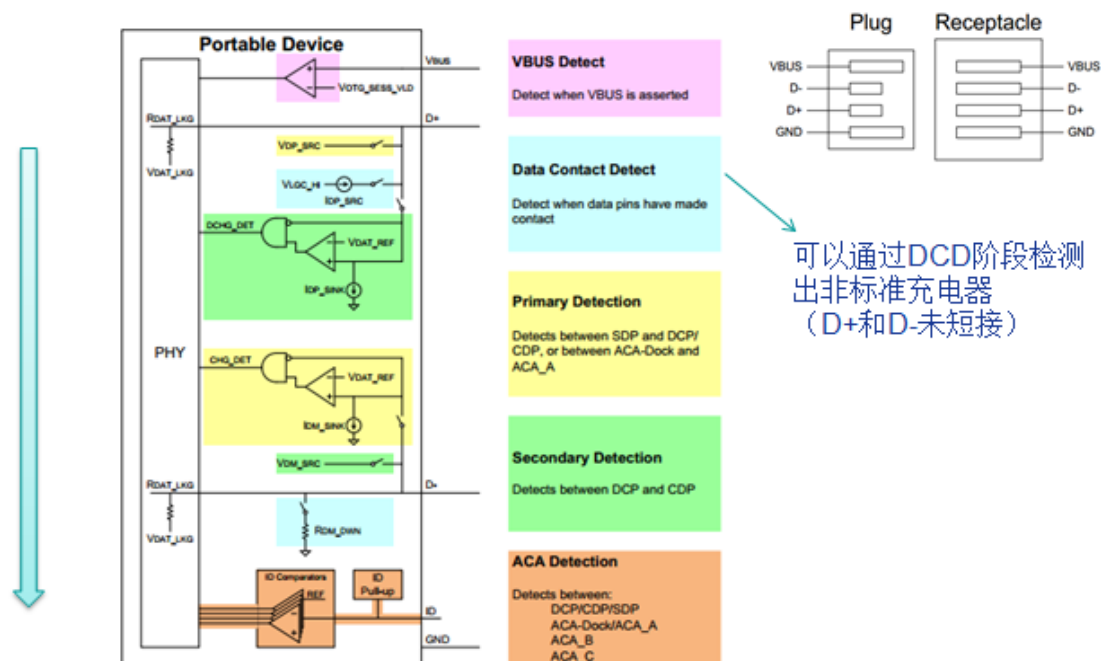 Portable Device
VBUS
VOTG_SESS_VLD
RDAT_LKG
D+
VDP_SRC
VDAT_LKG
VLGC_HI
IDP_SRC
DCHG_DET
VDAT_REF
IDP_SINK
PHY
CHG_DET
VDAT_REF
IDM_SINK
VDM_SRC
RDAT_LKG
D-
VDAT_LKG
RDM_DWN
ID Comparators
REF
ID
Pull-up
ID
GND
VBUS Detect
Detect when VBUS is asserted
Data Contact Detect
Detect when data pins have made
contact
Primary Detection
Detects between SDP and DCP/
CDP, or between ACA-Dock and
ACA_A
Secondary Detection
Detects between DCP and CDP
ACA Detection
Detects between:
DCP/CDP/SDP
ACA-Dock/ACA_A
ACA_B
ACA_C
Plug
Receptacle
VBUS
D-
D+
GND
VBUS
D-
D+
GND
可以通过DCD阶段检测
出非标准充电器
（D+和D-未短接）